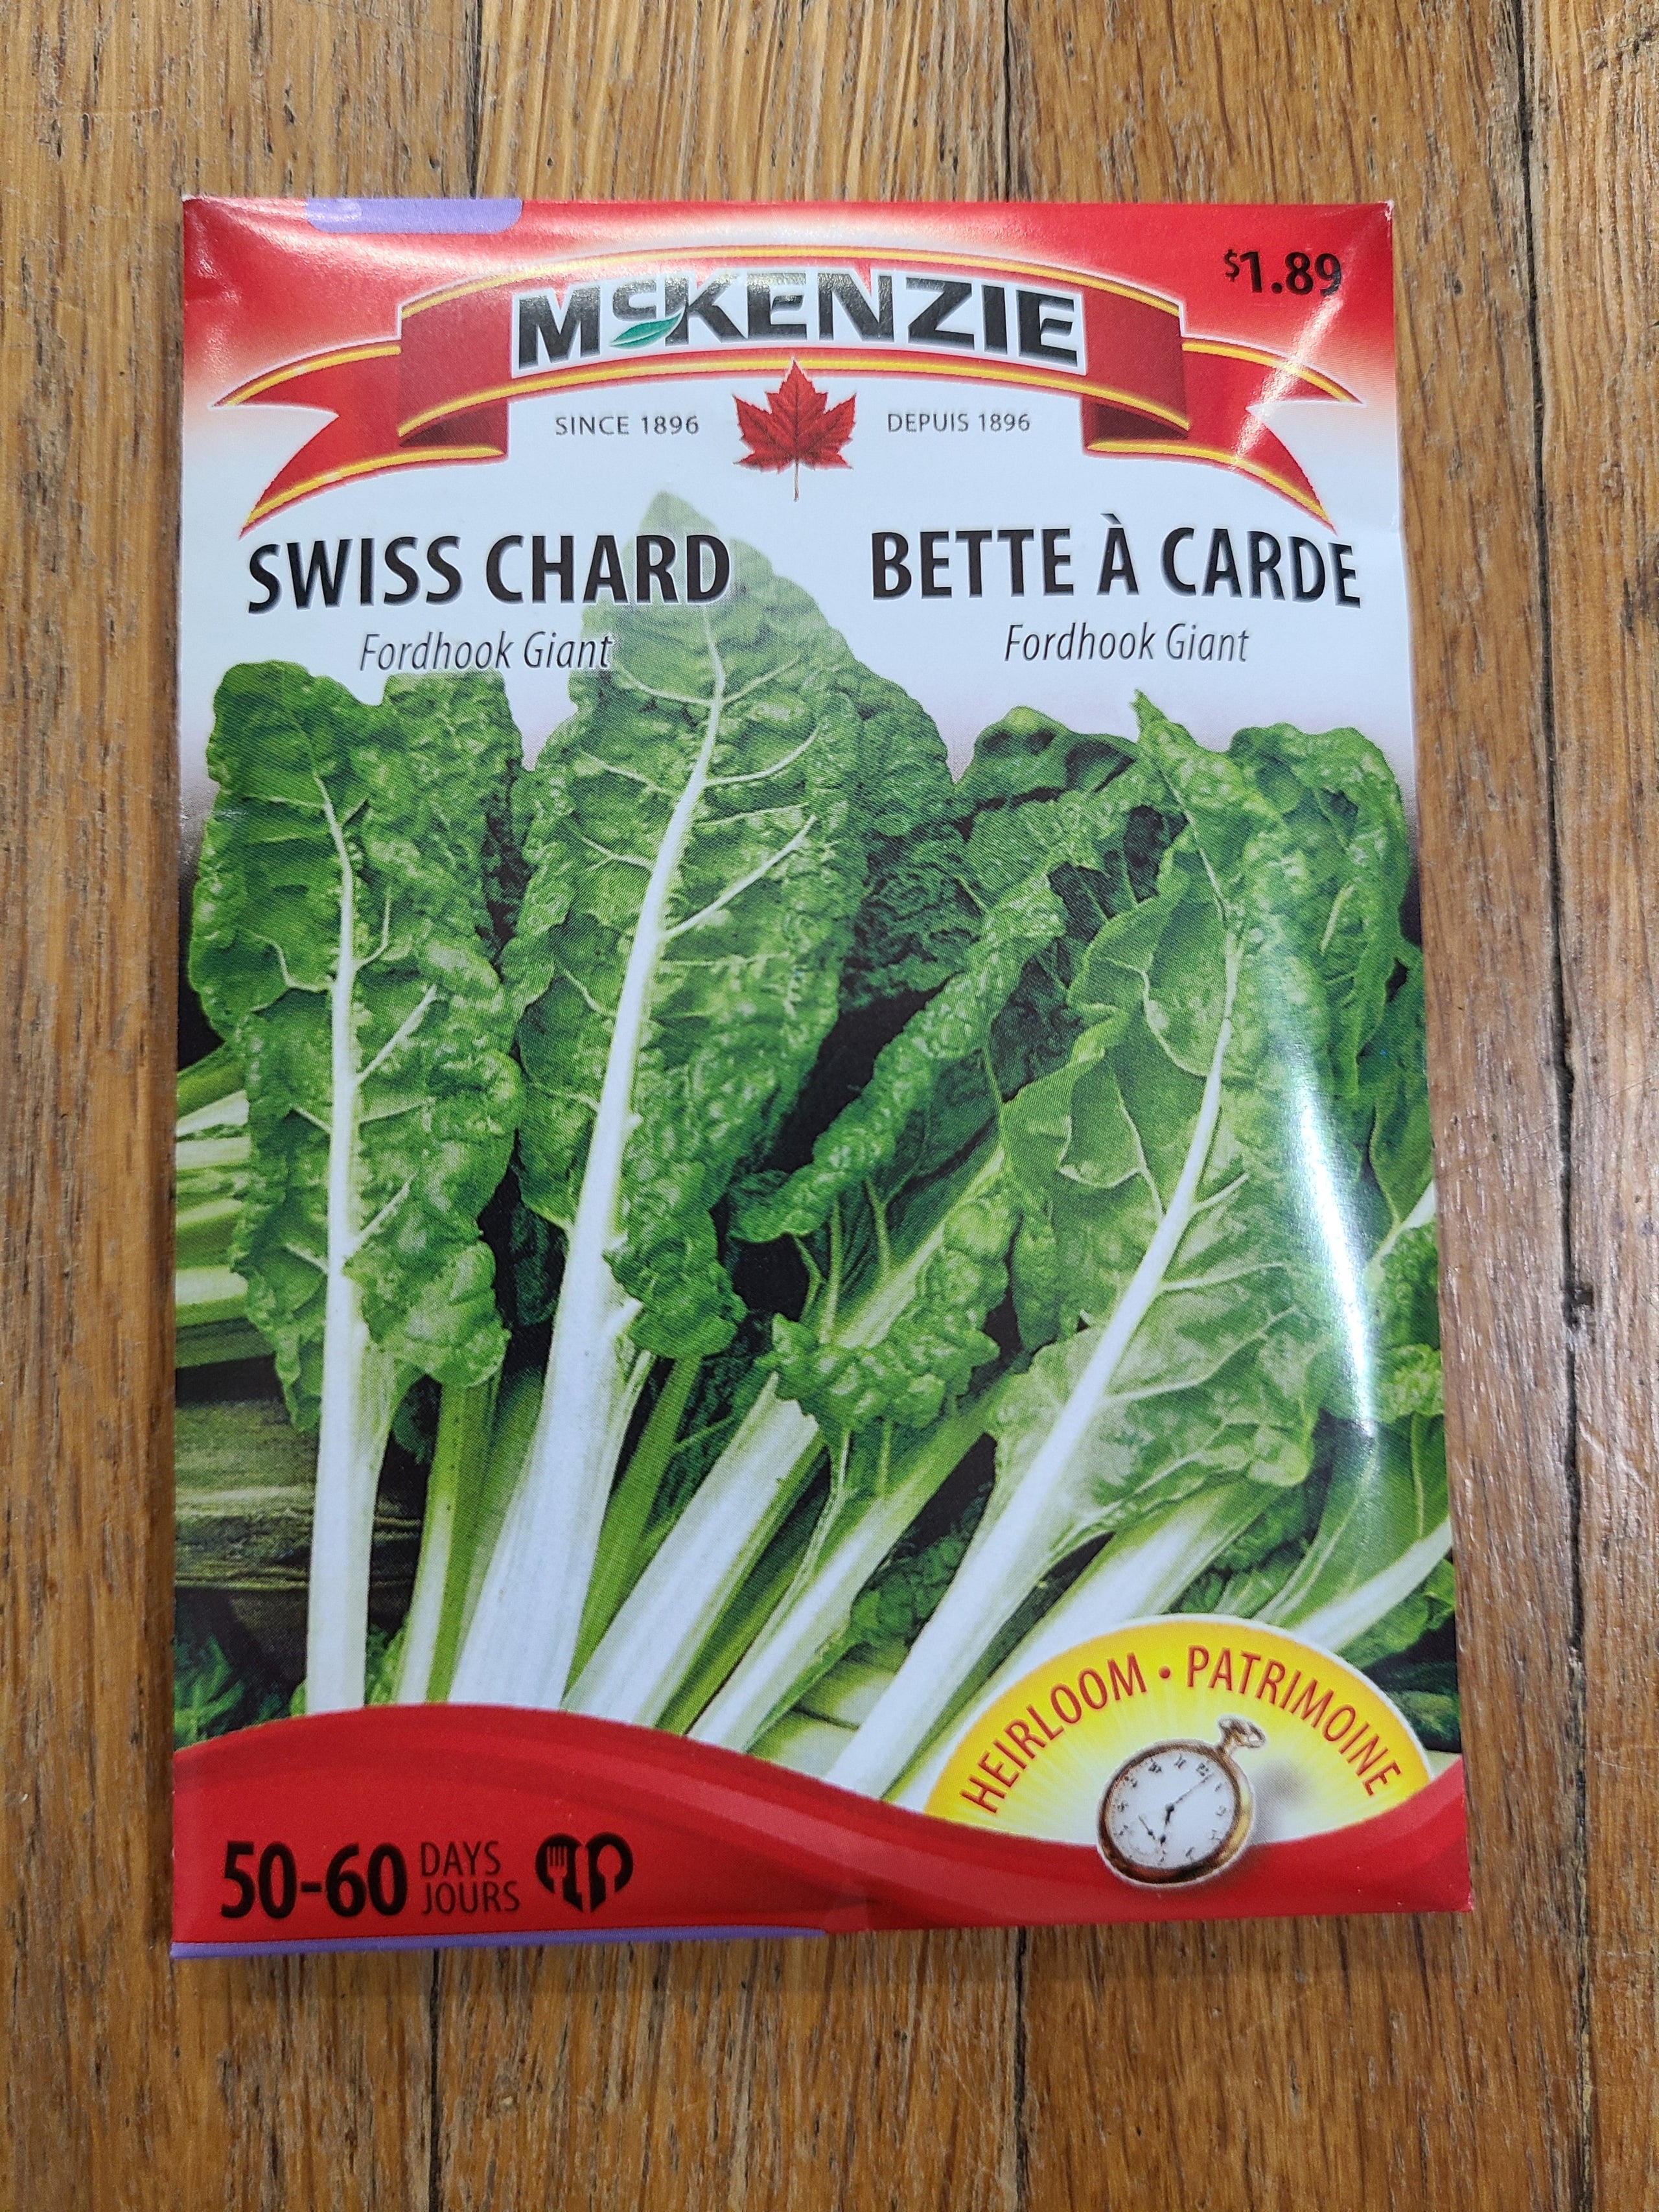 $1.89
McKENZIE
SINCE 1896
DEPUIS 1896
SWISS CHARD
Fordhook Giant
BETTE À CARDE
Fordhook Giant
HEIRLOOM • PATRIMOINE
50-60 DAYS
JOURS